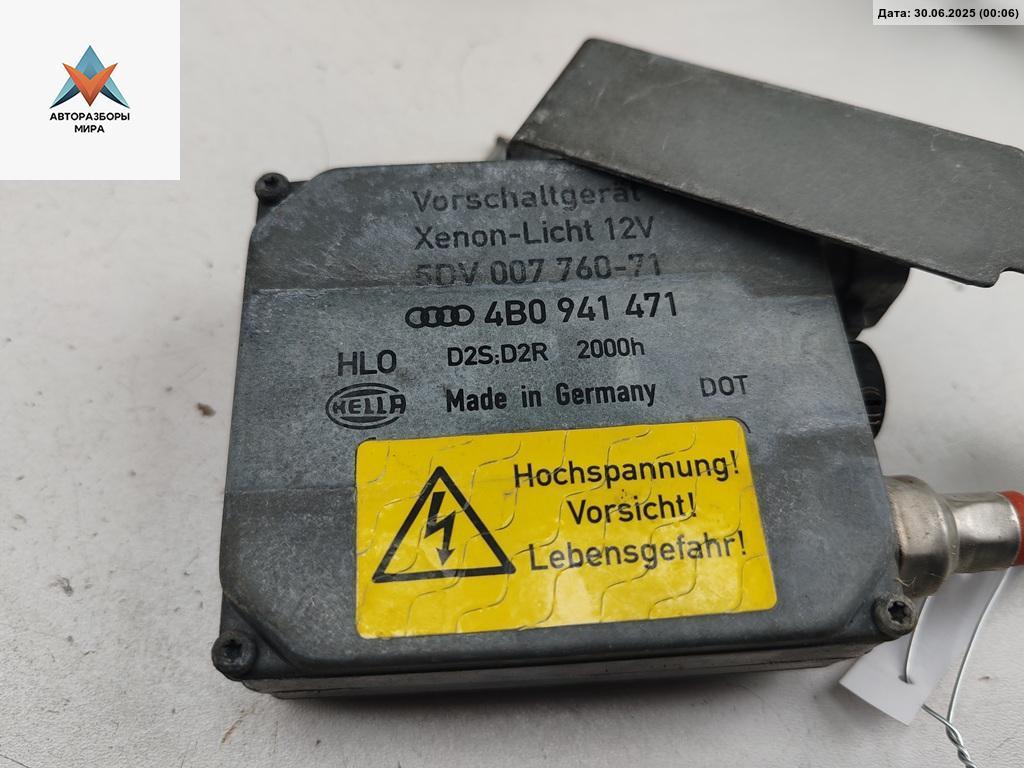 Дата: 30.06.2025 (00:06)
АВТОРАЗБОРЫ
МИРА
Vorschaltgerät
Xenon-Licht 12V
5DV 007 760-71
4B0 941 471
HLO D2S;D2R 2000h
HELLA Made in Germany DOT
Hochspannung!
Vorsicht!
Lebensgefahr!